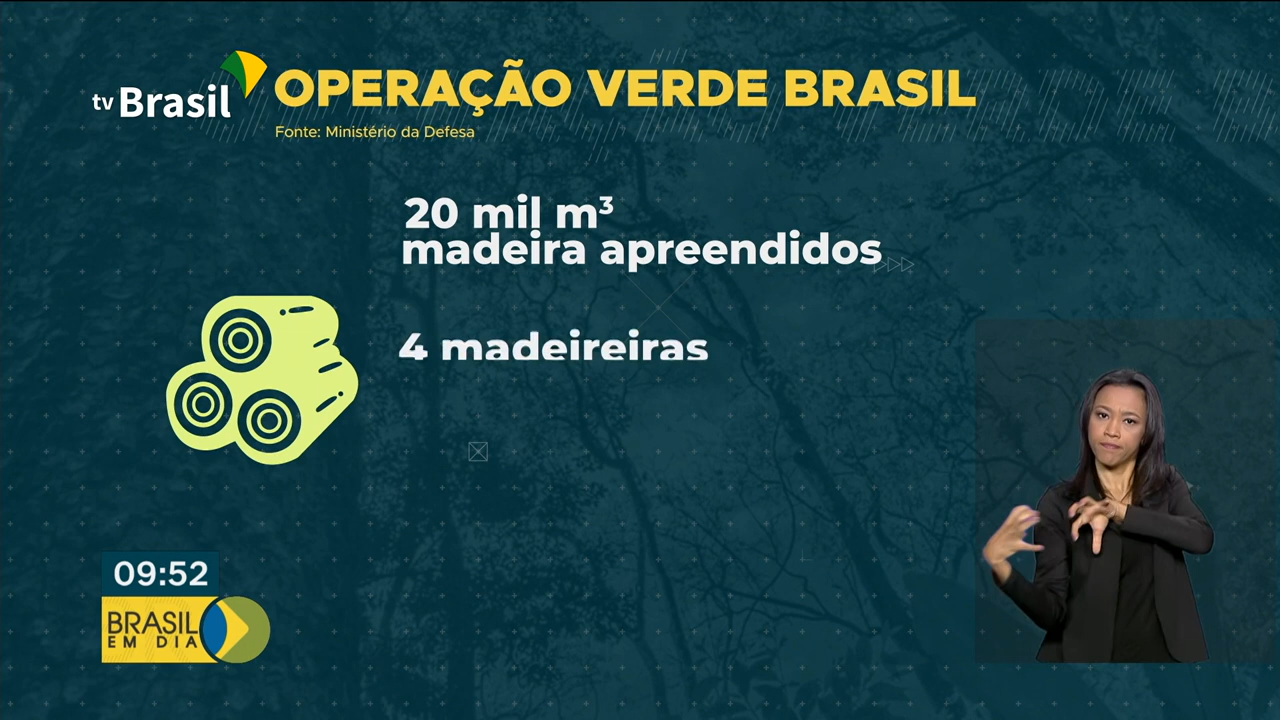 tv Brasil
OPERAÇÃO VERDE BRASIL
Fonte: Ministério da Defesa
20 mil m³
madeira apreendidos
4 madeireiras
09:52
BRASIL
EM DIA